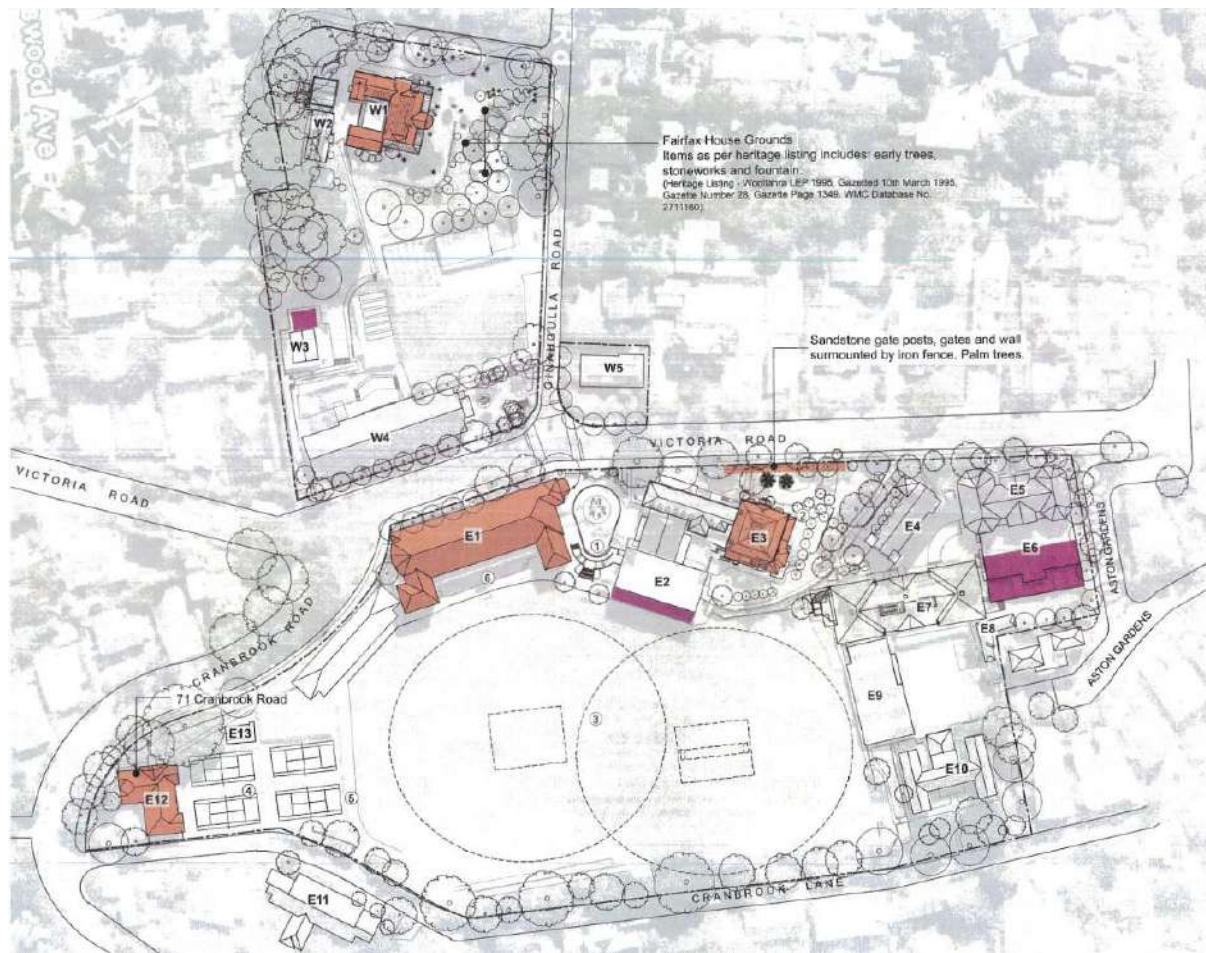 bwood Ave
W1
W2
Fairfax House Grounds
Items as per heritage listing includes: early trees,
stoneworks and fountain.
(Heritage Listing - Woollahra LEP 1995, Gazetted 10th March 1995,
Gazette Number 28, Gazette Page 1349, WMC Database No.
2711160)
GINAHGULLA ROAD
W3
Sandstone gate posts, gates and wall
surmounted by iron fence. Palm trees.
W5
W4
VICTORIA ROAD
VICTORIA ROAD
E5
E1
1
E3
E4
E6
ASTON GARDENS
6
E2
E7
E8
ASTON GARDENS
CRANBROOK ROAD
71 Cranbrook Road
E9
3
E13
E10
E12
4
5
CRANBROOK LANE
E11